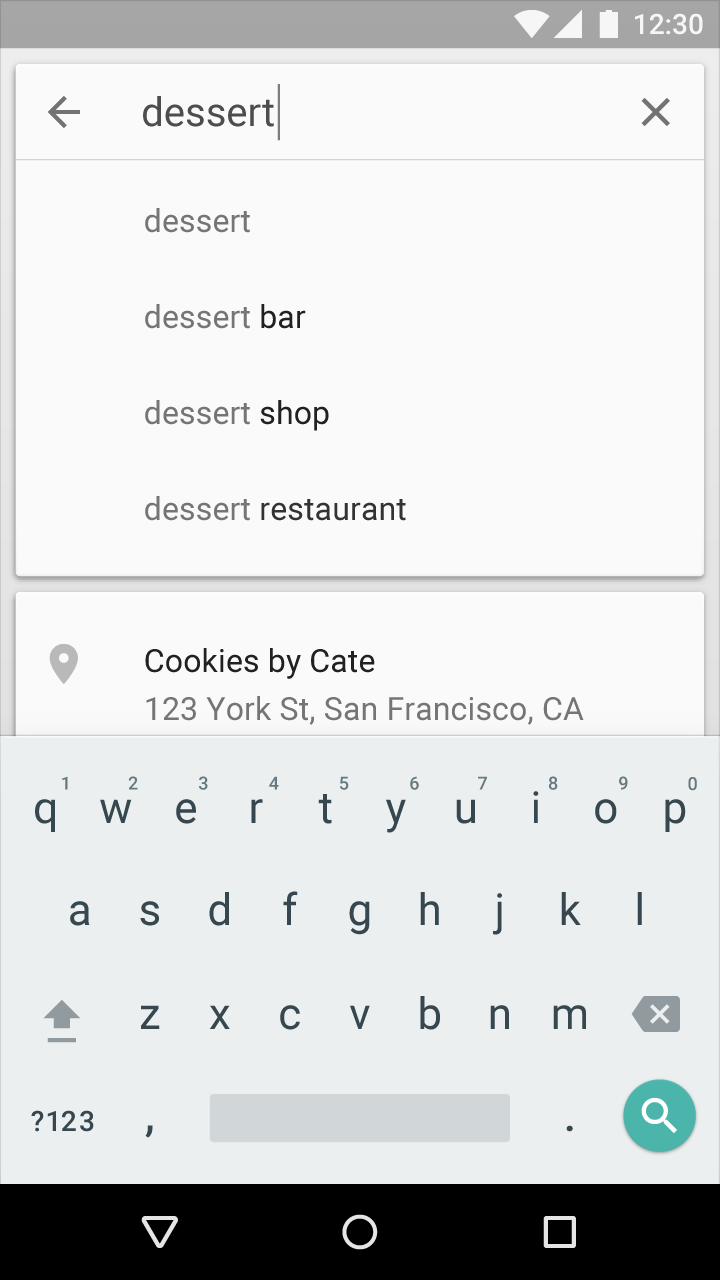 12:30
dessert
dessert
dessert bar
dessert shop
dessert restaurant
Cookies by Cate
123 York St, San Francisco, CA
1 2 3 4 5 6 7 8 9 0
q w e r t y u i o p
a s d f g h j k l
z x c v b n m
?123 , .